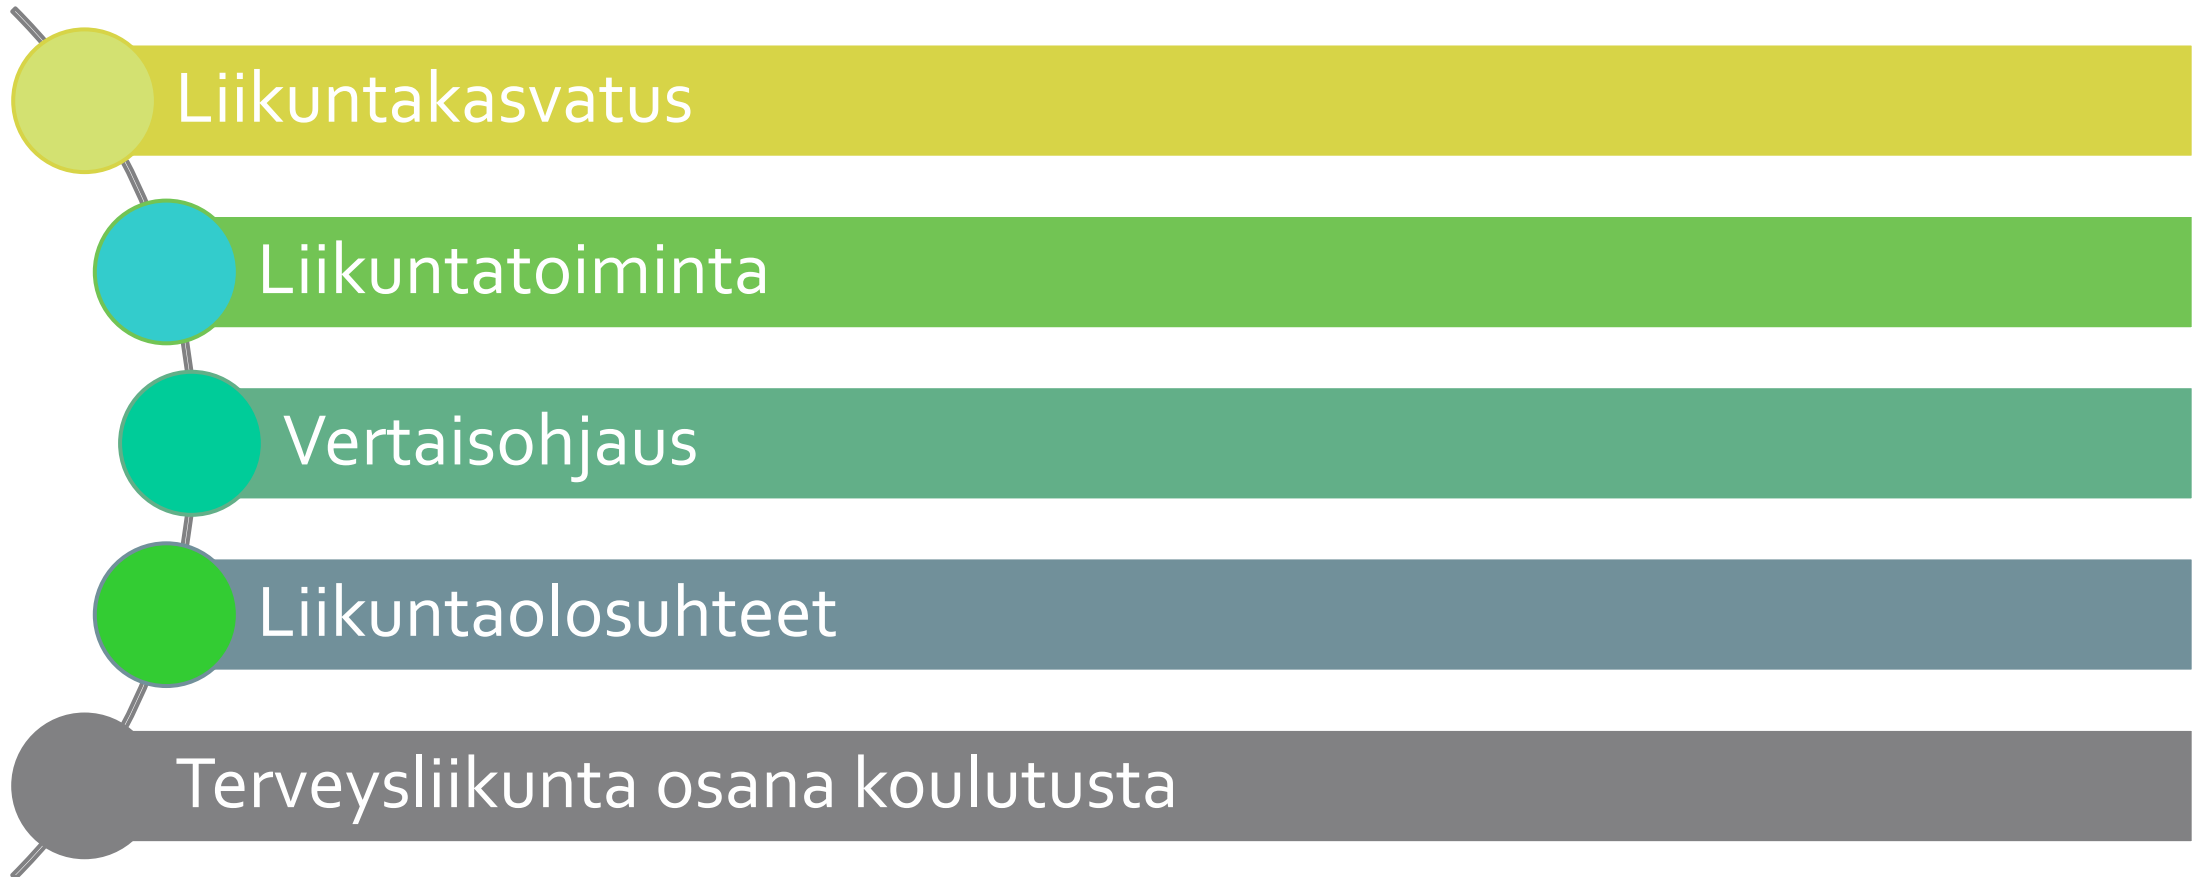 Liikuntakasvatus
Liikuntatoiminta
Vertaisohjaus
Liikuntaolosuhteet
Terveysliikunta osana koulutusta